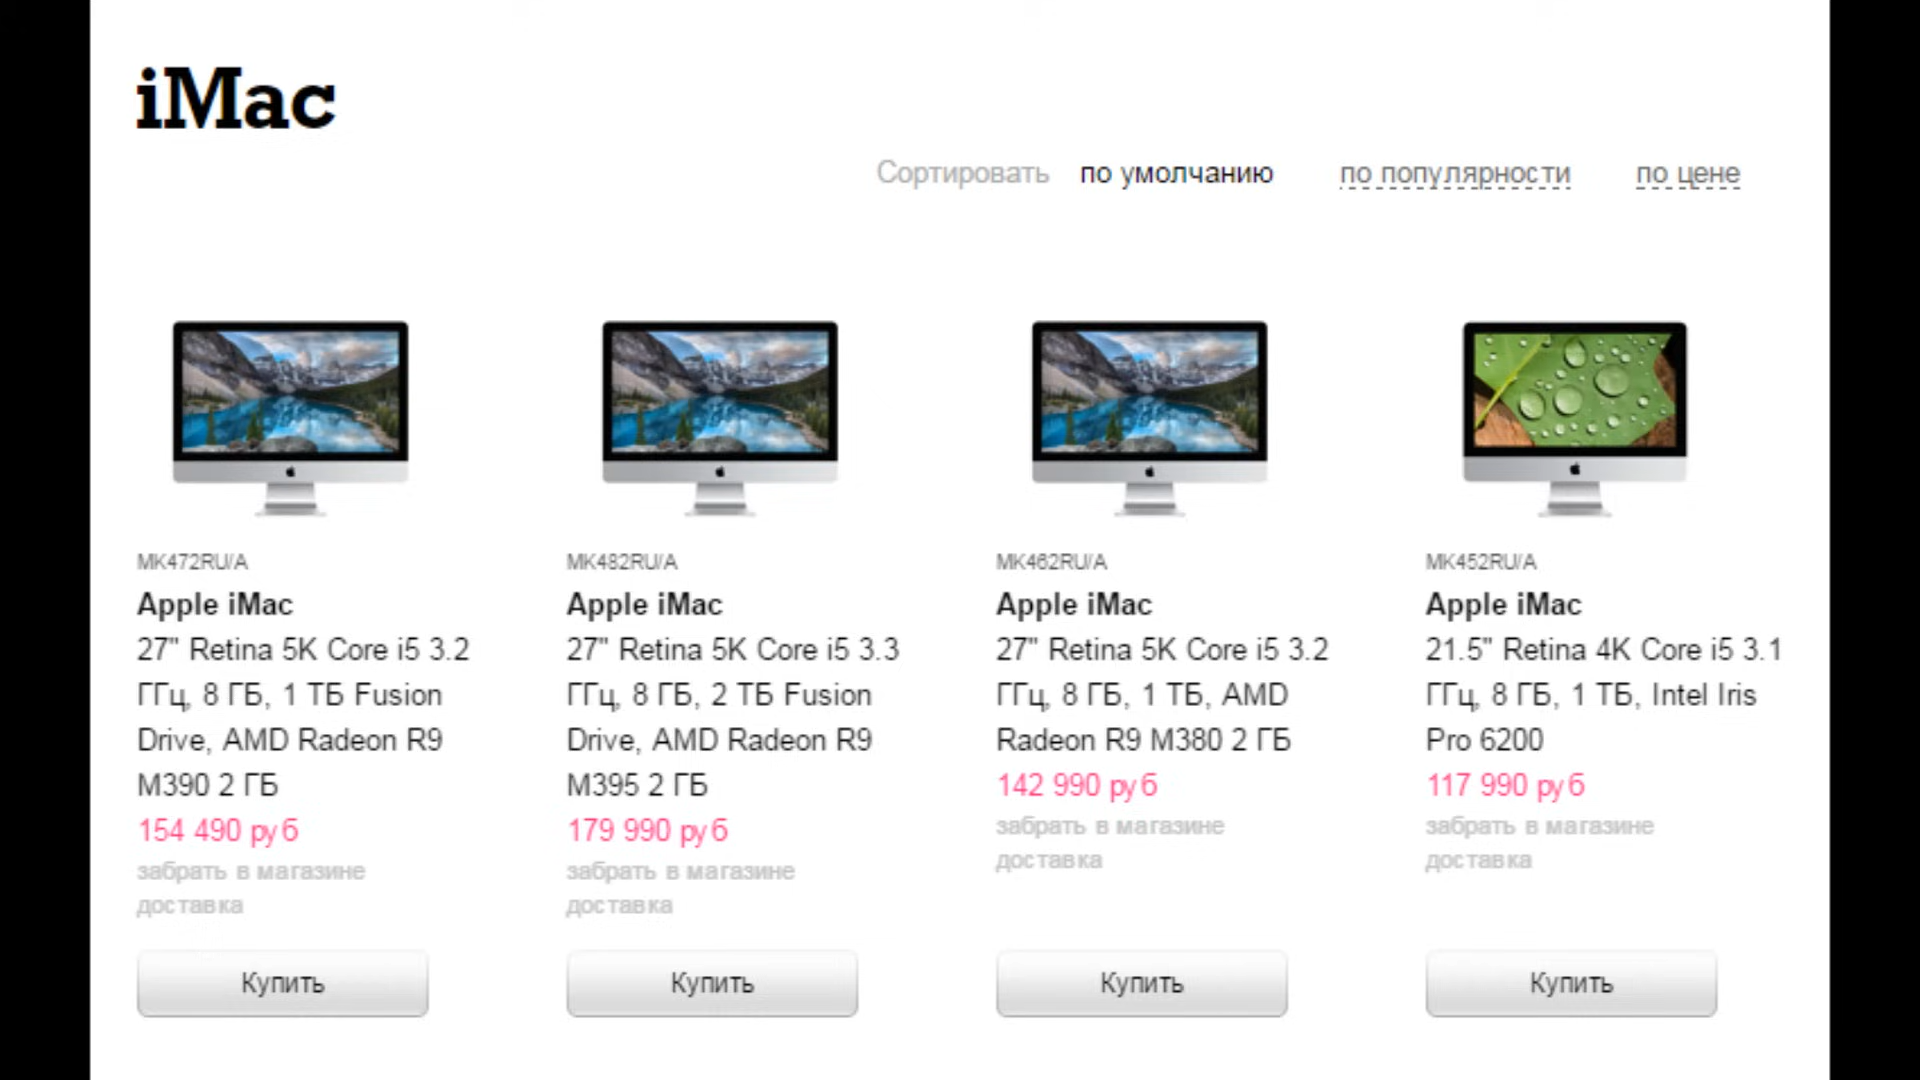 iMac
Сортировать по умолчанию по популярности по цене
MK472RU/A
Apple iMac
27" Retina 5K Core i5 3.2
ГГц, 8 ГБ, 1 ТБ Fusion
Drive, AMD Radeon R9
M390 2 ГБ
154 490 руб
забрать в магазине
доставка
Купить
MK482RU/A
Apple iMac
27" Retina 5K Core i5 3.3
ГГц, 8 ГБ, 2 ТБ Fusion
Drive, AMD Radeon R9
M395 2 ГБ
179 990 руб
забрать в магазине
доставка
Купить
MK462RU/A
Apple iMac
27" Retina 5K Core i5 3.2
ГГц, 8 ГБ, 1 ТБ, AMD
Radeon R9 M380 2 ГБ
142 990 руб
забрать в магазине
доставка
Купить
MK452RU/A
Apple iMac
21.5" Retina 4K Core i5 3.1
ГГц, 8 ГБ, 1 ТБ, Intel Iris
Pro 6200
117 990 руб
забрать в магазине
доставка
Купить